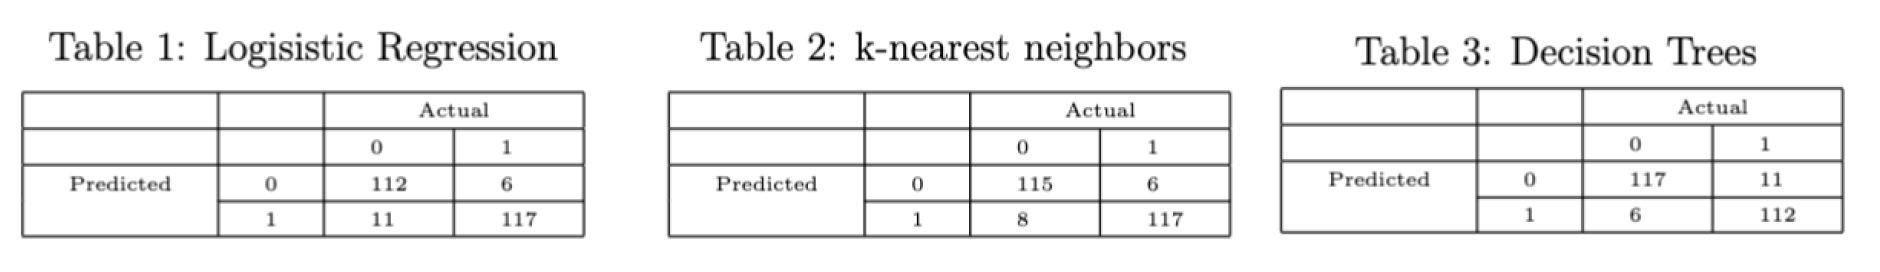 Table 1: Logisistic Regression
Actual
0 1
Predicted 0 112 6
1 11 117
Table 2: k-nearest neighbors
Actual
0 1
Predicted 0 115 6
1 8 117
Table 3: Decision Trees
Actual
0 1
Predicted 0 117 11
1 6 112